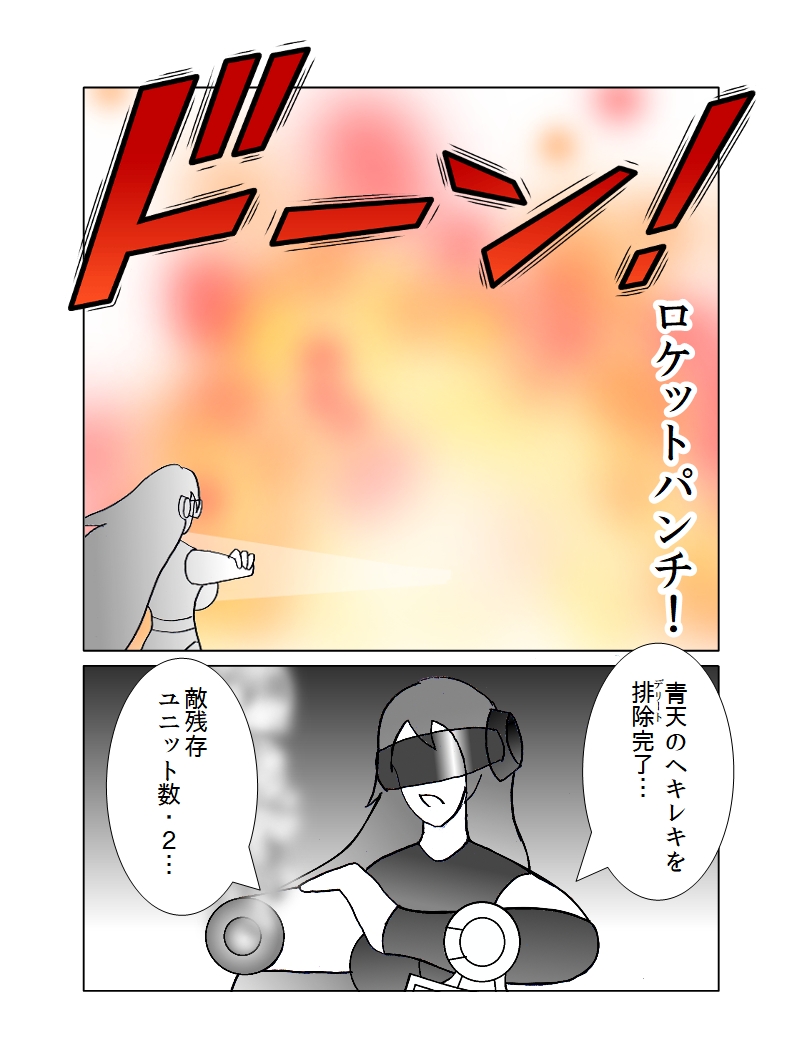 ドーン！
ロケットパンチ！
青天のヘキレキを
排除完了…
デリート
敵残存
ユニット数・２…